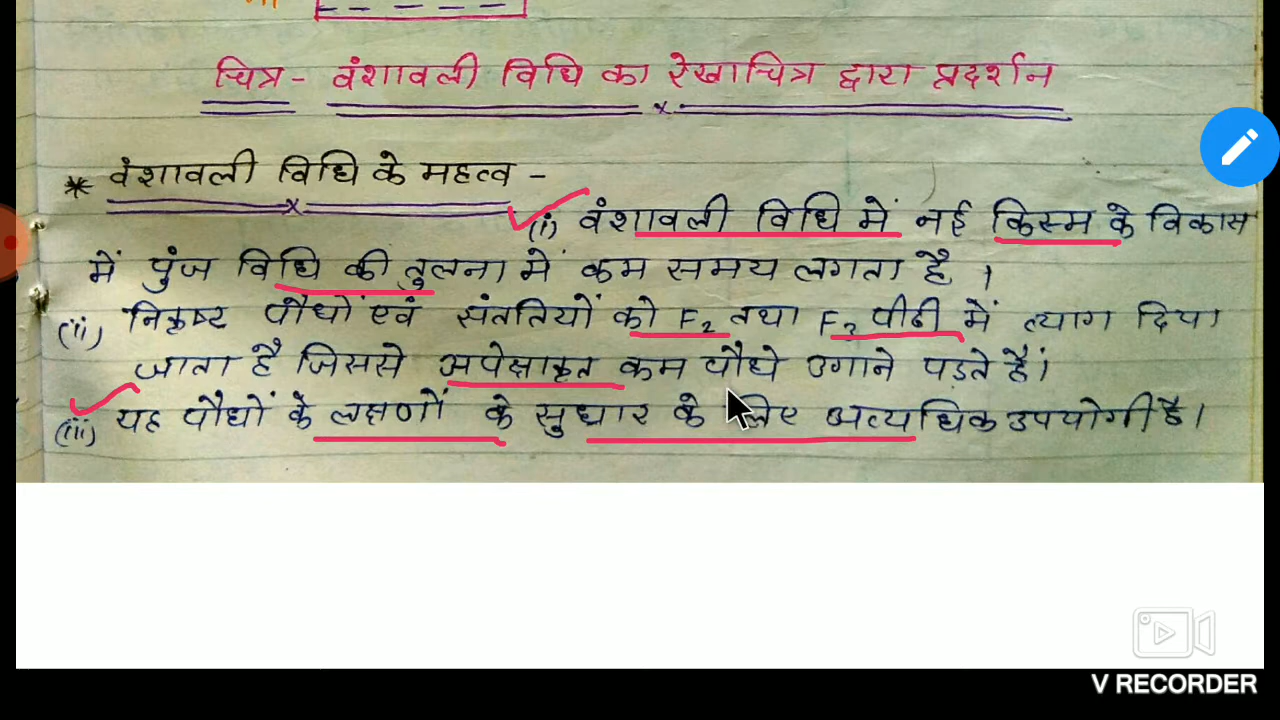 चित्र- वंशावली विधि का रेखाचित्र द्वारा प्रदर्शन
* वंशावली विधि के महत्व -
(i) वंशावली विधि में नई किस्म के विकास
में पुंज विधि की तुलना में कम समय लगता है ।
(ii) निकृष्ट पौधों एवं संततियों को F₂ तथा F₃ पीढी में त्याग दिया
जाता है जिससे अपेक्षाकृत कम पौधे उगाने पड़ते हैं।
(iii) यह पौधों के लक्षणों के सुधार के लिए अत्यधिक उपयोगी है।
V RECORDER